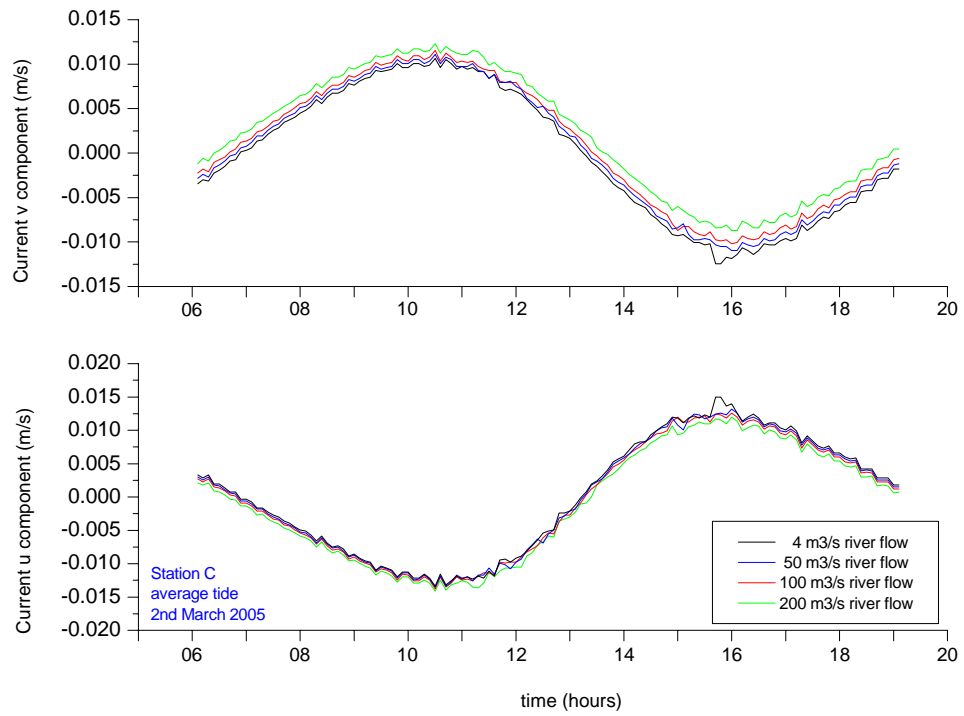 0.015
0.010
0.005
0.000
-0.005
-0.010
-0.015
Current v component (m/s)
06 08 10 12 14 16 18 20
0.020
0.015
0.010
0.005
0.000
-0.005
-0.010
-0.015
-0.020
Current u component (m/s)
Station C
average tide
2nd March 2005
4 m3/s river flow
50 m3/s river flow
100 m3/s river flow
200 m3/s river flow
06 08 10 12 14 16 18 20
time (hours)